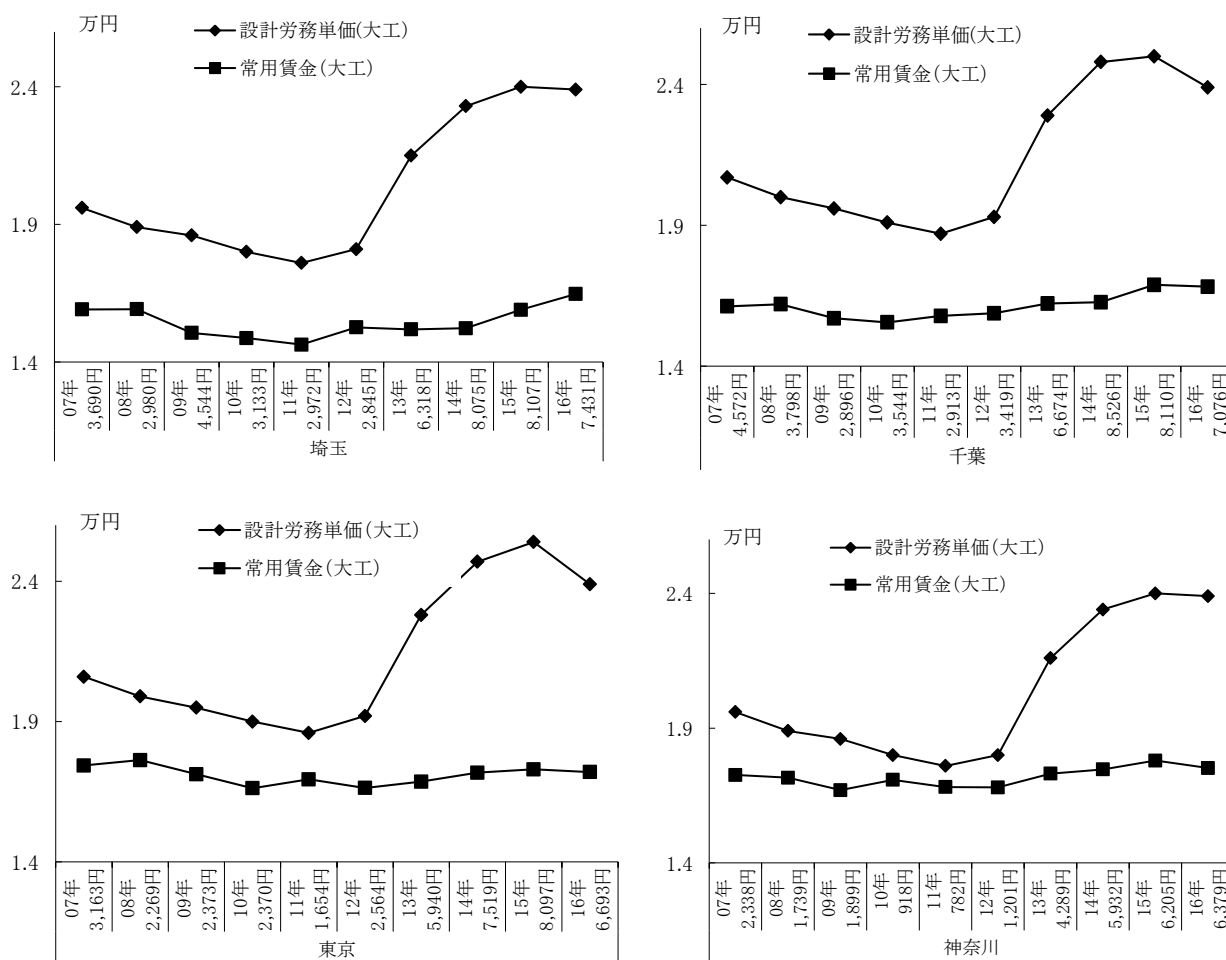 万円
設計労務単価(大工)
常用賃金(大工)
2.4
1.9
1.4
07年 3,690円
08年 2,980円
09年 4,544円
10年 3,133円
11年 2,972円
12年 2,845円
13年 6,318円
14年 8,075円
15年 8,107円
16年 7,431円
埼玉
万円
設計労務単価(大工)
常用賃金(大工)
2.4
1.9
1.4
07年 4,572円
08年 3,798円
09年 2,896円
10年 3,544円
11年 2,913円
12年 3,419円
13年 6,674円
14年 8,526円
15年 8,110円
16年 7,076円
千葉
万円
設計労務単価(大工)
常用賃金(大工)
2.4
1.9
1.4
07年 3,163円
08年 2,269円
09年 2,373円
10年 2,370円
11年 1,654円
12年 2,564円
13年 5,940円
14年 7,519円
15年 8,097円
16年 6,693円
東京
万円
設計労務単価(大工)
常用賃金(大工)
2.4
1.9
1.4
07年 2,338円
08年 1,739円
09年 1,899円
10年 918円
11年 782円
12年 1,201円
13年 4,289円
14年 5,932円
15年 6,205円
16年 6,379円
神奈川